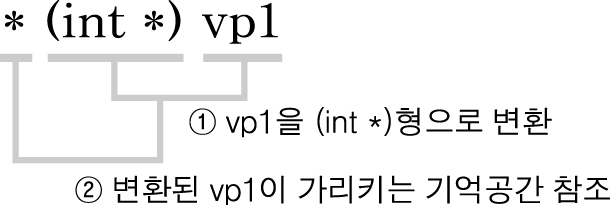 * (int *) vp1
① vp1을 (int *)형으로 변환
② 변환된 vp1이 가리키는 기억공간 참조